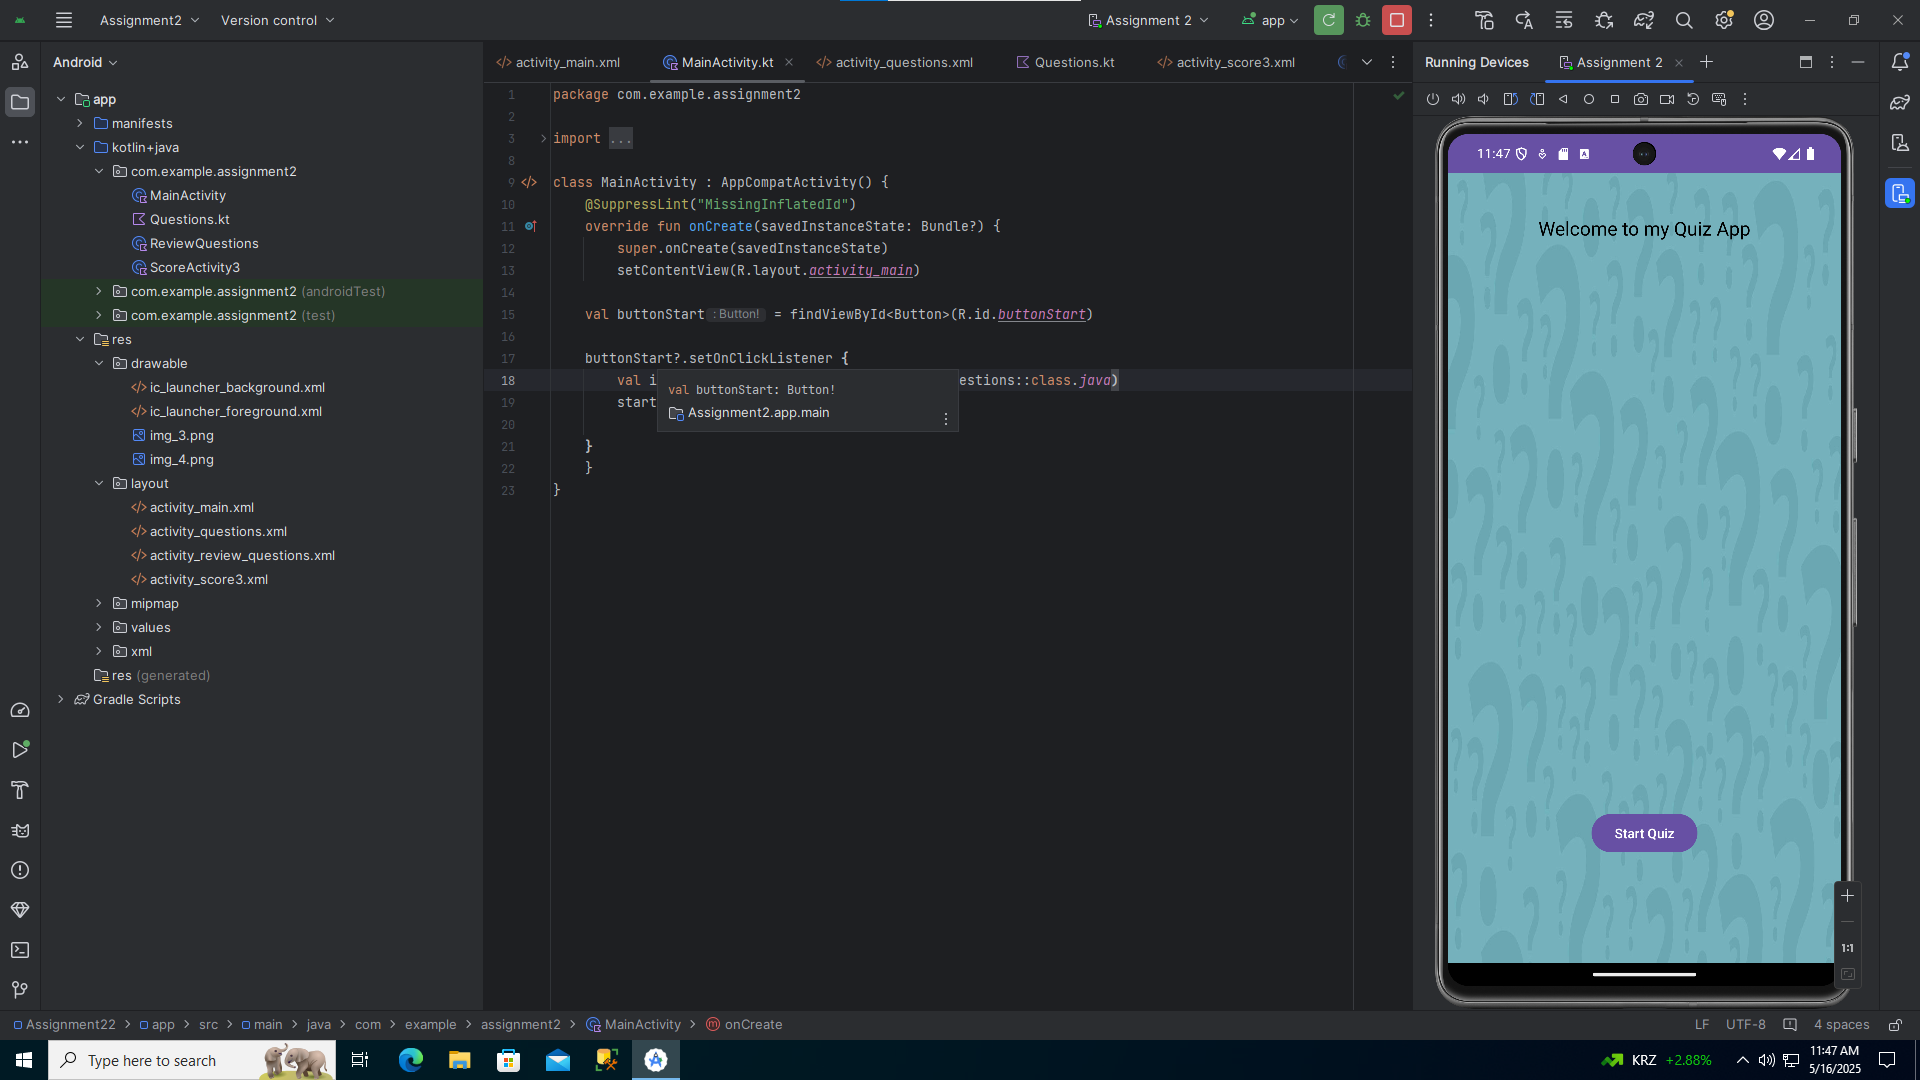 Assignment2 Version control Assignment 2 app
Android
app
manifests
kotlin+java
com.example.assignment2
MainActivity
Questions.kt
ReviewQuestions
ScoreActivity3
com.example.assignment2 (androidTest)
com.example.assignment2 (test)
res
drawable
ic_launcher_background.xml
ic_launcher_foreground.xml
img_3.png
img_4.png
layout
activity_main.xml
activity_questions.xml
activity_review_questions.xml
activity_score3.xml
mipmap
values
xml
res (generated)
Gradle Scripts
activity_main.xml MainActivity.kt activity_questions.xml Questions.kt activity_score3.xml
1 package com.example.assignment2
2
3 import ...
8
9 class MainActivity : AppCompatActivity() {
10 @SuppressLint("MissingInflatedId")
11 override fun onCreate(savedInstanceState: Bundle?) {
12 super.onCreate(savedInstanceState)
13 setContentView(R.layout.activity_main)
14
15 val buttonStart : Button! = findViewById<Button>(R.id.buttonStart)
16
17 buttonStart?.setOnClickListener {
18 val i estions::class.java)
19 start
20
21 }
22 }
23 }
val buttonStart: Button!
Assignment2.app.main
Running Devices Assignment 2
11:47
Welcome to my Quiz App
Start Quiz
1:1
Assignment22 > app > src > main > java > com > example > assignment2 > MainActivity > onCreate
LF UTF-8 4 spaces
Type here to search
KRZ +2.88%
11:47 AM
5/16/2025